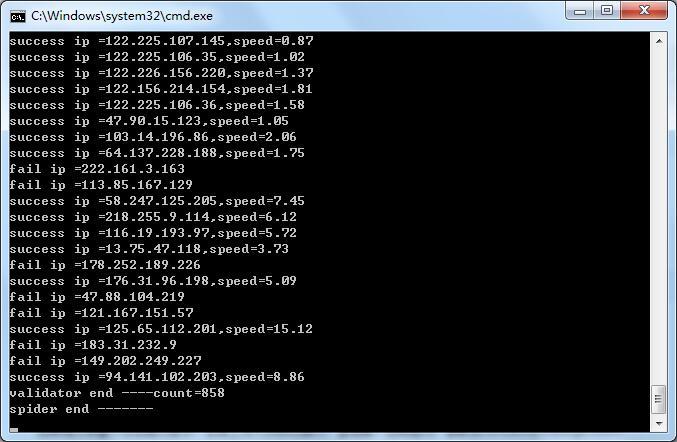 C:\Windows\system32\cmd.exe
success ip =122.225.107.145,speed=0.87
success ip =122.225.106.35,speed=1.02
success ip =122.226.156.220,speed=1.37
success ip =122.156.214.154,speed=1.81
success ip =122.225.106.36,speed=1.58
success ip =47.90.15.123,speed=1.05
success ip =103.14.196.86,speed=2.06
success ip =64.137.228.188,speed=1.75
fail ip =222.161.3.163
fail ip =113.85.167.129
success ip =58.247.125.205,speed=7.45
success ip =218.255.9.114,speed=6.12
success ip =116.19.193.97,speed=5.72
success ip =13.75.47.118,speed=3.73
fail ip =178.252.189.226
success ip =176.31.96.198,speed=5.09
fail ip =47.88.104.219
fail ip =121.167.151.57
success ip =125.65.112.201,speed=15.12
fail ip =183.31.232.9
fail ip =149.202.249.227
success ip =94.141.102.203,speed=8.86
validator end ----count=858
spider end -------